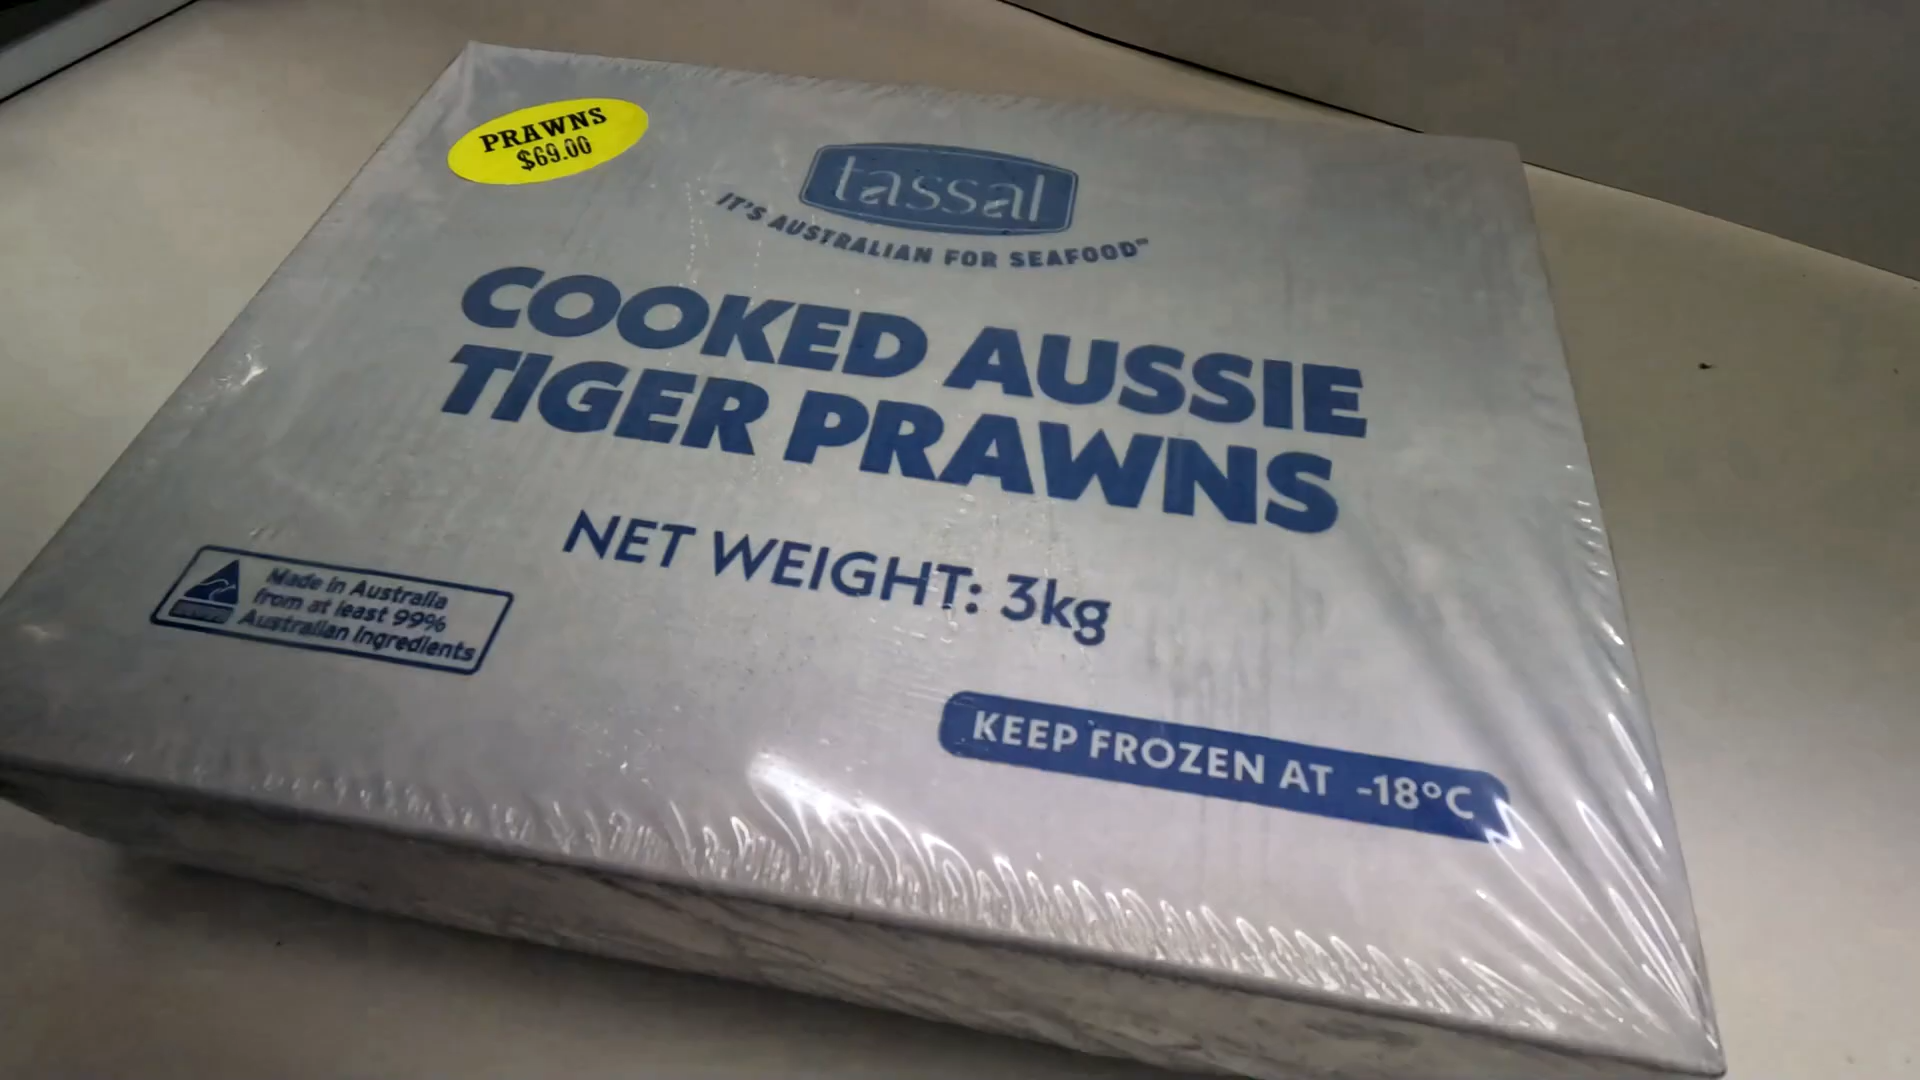 PRAWNS
$69.00
tassal
IT'S AUSTRALIAN FOR SEAFOOD™
COOKED AUSSIE
TIGER PRAWNS
NET WEIGHT: 3kg
Made in Australia
from at least 99%
Australian ingredients
KEEP FROZEN AT -18°C